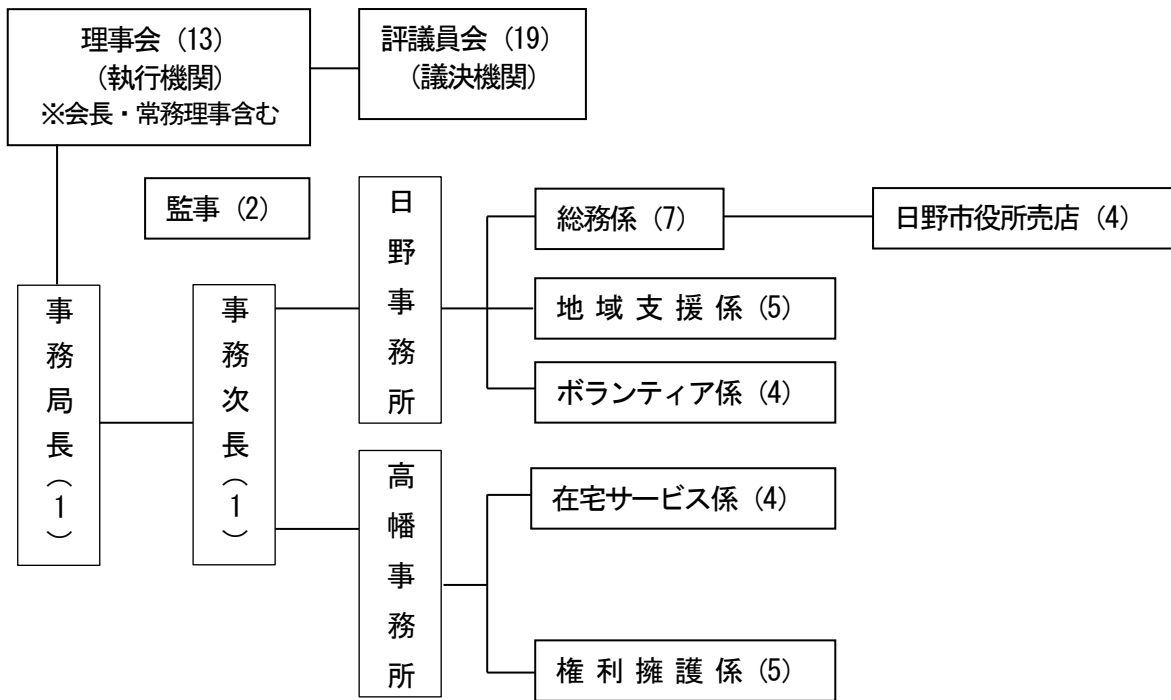 理事会（13）
（執行機関）
※会長・常務理事含む
評議員会（19）
（議決機関）
監事（2）
事務局長（1）
事務次長（1）
日野事務所
総務係（7）
日野市役所売店（4）
地域支援係（5）
ボランティア係（4）
高幡事務所
在宅サービス係（4）
権利擁護係（5）